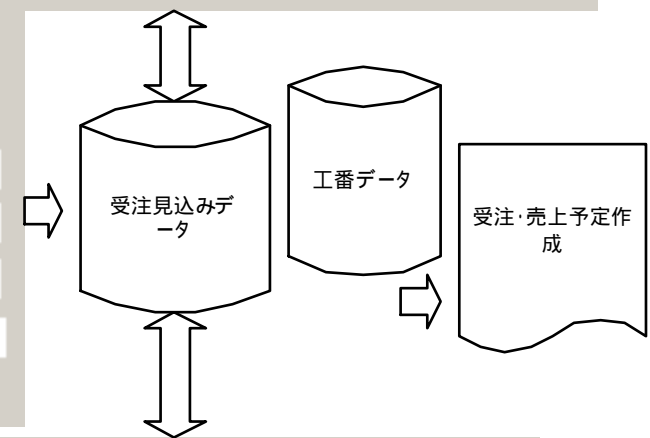 受注見込みデ
ータ
工番データ
受注・売上予定作
成